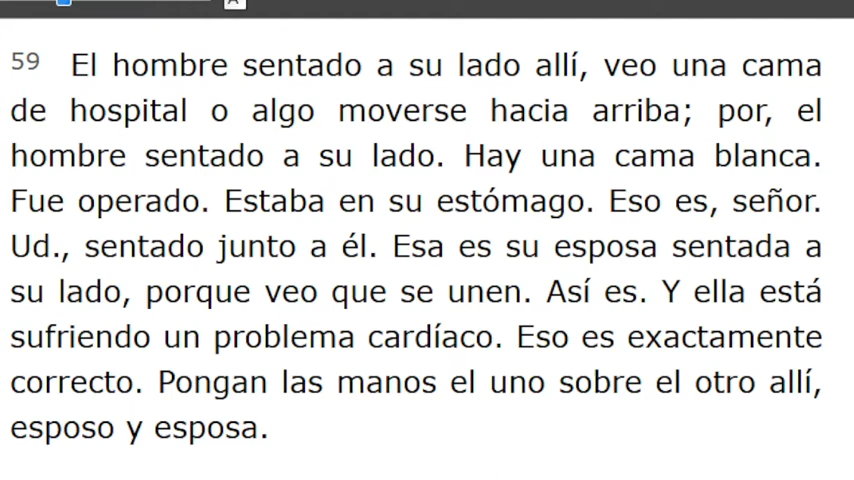 59 El hombre sentado a su lado allí, veo una cama
de hospital o algo moverse hacia arriba; por, el
hombre sentado a su lado. Hay una cama blanca.
Fue operado. Estaba en su estómago. Eso es, señor.
Ud., sentado junto a él. Esa es su esposa sentada a
su lado, porque veo que se unen. Así es. Y ella está
sufriendo un problema cardíaco. Eso es exactamente
correcto. Pongan las manos el uno sobre el otro allí,
esposo y esposa.